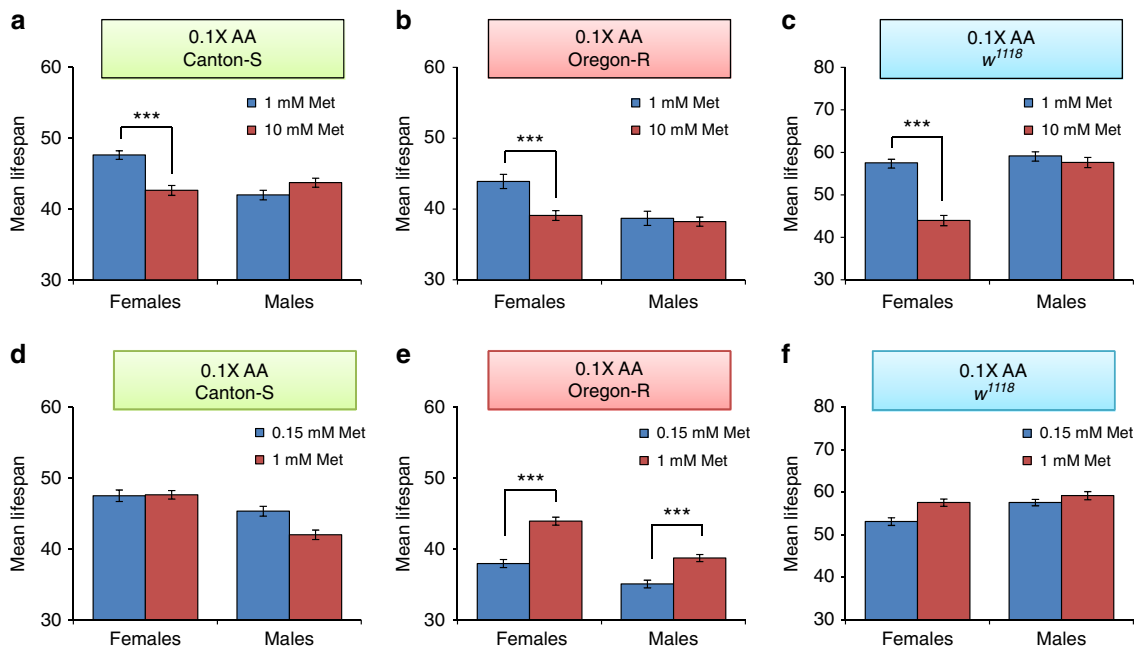 a
0.1X AA
Canton-S
60
50
40
30
Mean lifespan
1 mM Met
10 mM Met
***
Females
Males
b
0.1X AA
Oregon-R
60
50
40
30
Mean lifespan
1 mM Met
10 mM Met
***
Females
Males
c
0.1X AA
w1118
80
70
60
50
40
30
Mean lifespan
1 mM Met
10 mM Met
***
Females
Males
d
0.1X AA
Canton-S
60
50
40
30
Mean lifespan
0.15 mM Met
1 mM Met
Females
Males
e
0.1X AA
Oregon-R
60
50
40
30
Mean lifespan
0.15 mM Met
1 mM Met
***
***
Females
Males
f
0.1X AA
w1118
80
70
60
50
40
30
Mean lifespan
0.15 mM Met
1 mM Met
Females
Males